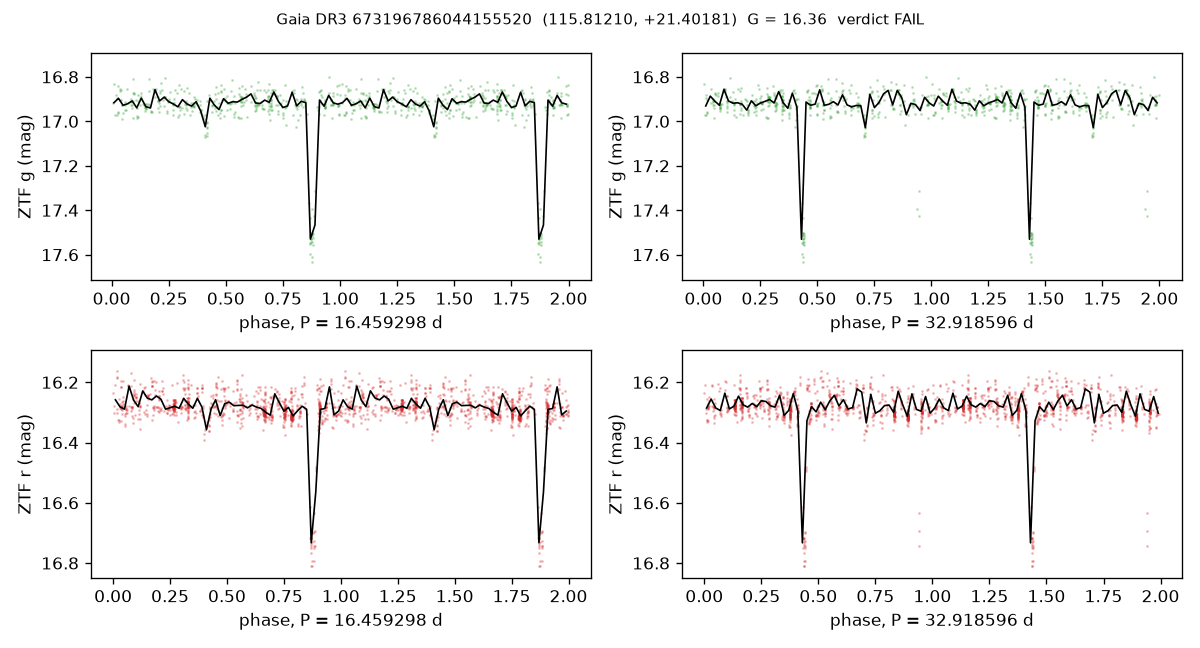 Gaia DR3 673196786044155520  (115.81210, +21.40181)  G = 16.36  verdict FAIL
ZTF g (mag)
16.8
17.0
17.2
17.4
17.6
0.00 0.25 0.50 0.75 1.00 1.25 1.50 1.75 2.00
phase, P = 16.459298 d
ZTF g (mag)
16.8
17.0
17.2
17.4
17.6
0.00 0.25 0.50 0.75 1.00 1.25 1.50 1.75 2.00
phase, P = 32.918596 d
ZTF r (mag)
16.2
16.4
16.6
16.8
0.00 0.25 0.50 0.75 1.00 1.25 1.50 1.75 2.00
phase, P = 16.459298 d
ZTF r (mag)
16.2
16.4
16.6
16.8
0.00 0.25 0.50 0.75 1.00 1.25 1.50 1.75 2.00
phase, P = 32.918596 d